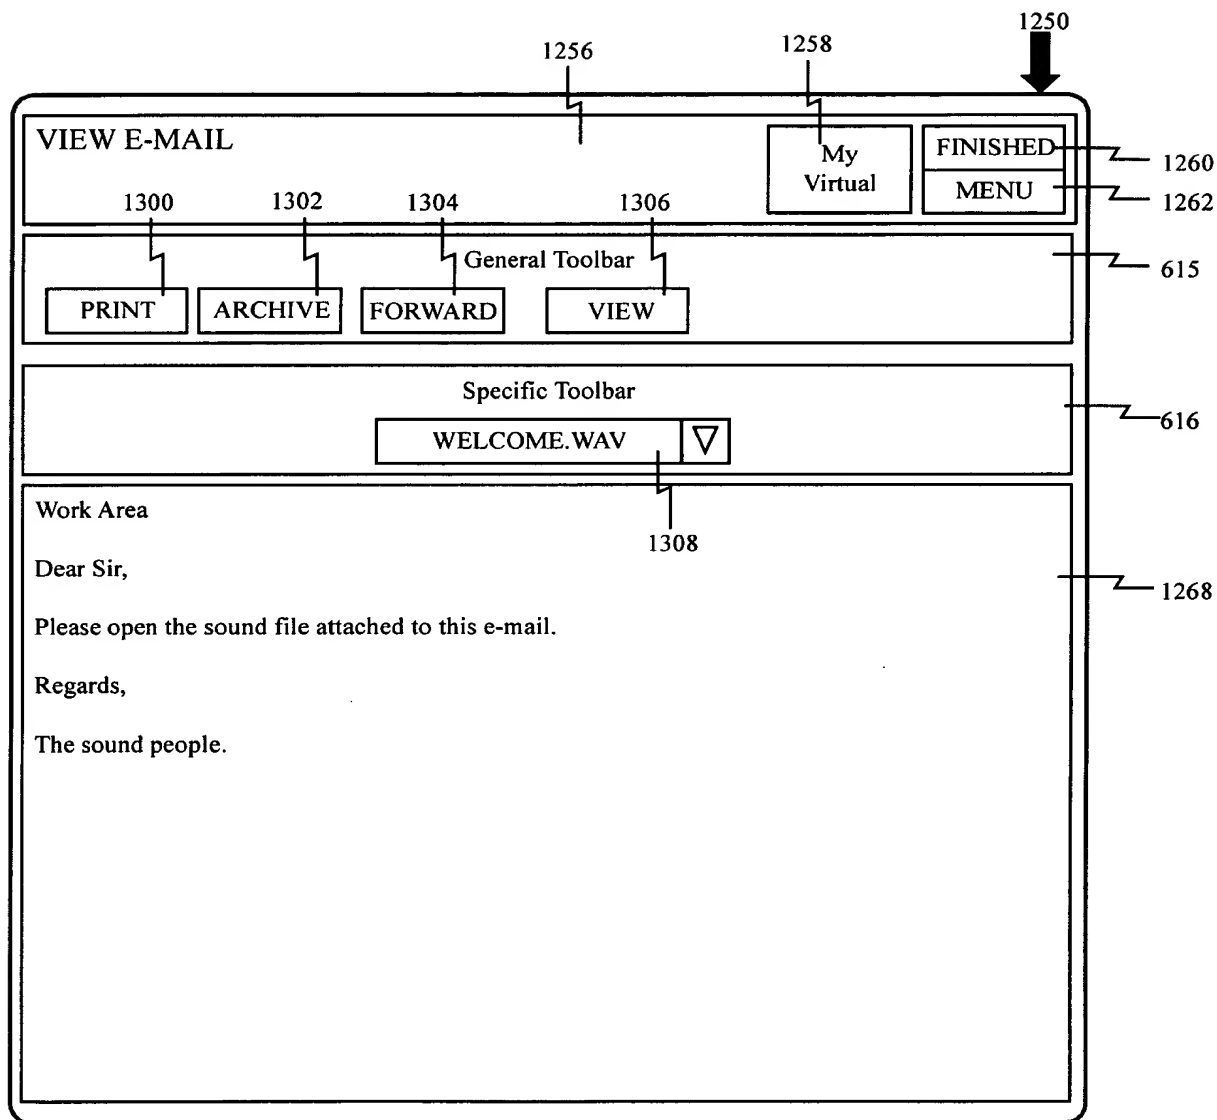 1250
1256
1258
VIEW E-MAIL
My
Virtual
FINISHED
1260
MENU
1262
1300
1302
1304
1306
General Toolbar
615
PRINT
ARCHIVE
FORWARD
VIEW
Specific Toolbar
616
WELCOME.WAV
1308
Work Area
Dear Sir,
1268
Please open the sound file attached to this e-mail.
Regards,
The sound people.